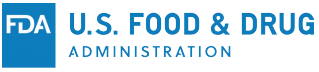 FDA U.S. FOOD & DRUG
ADMINISTRATION